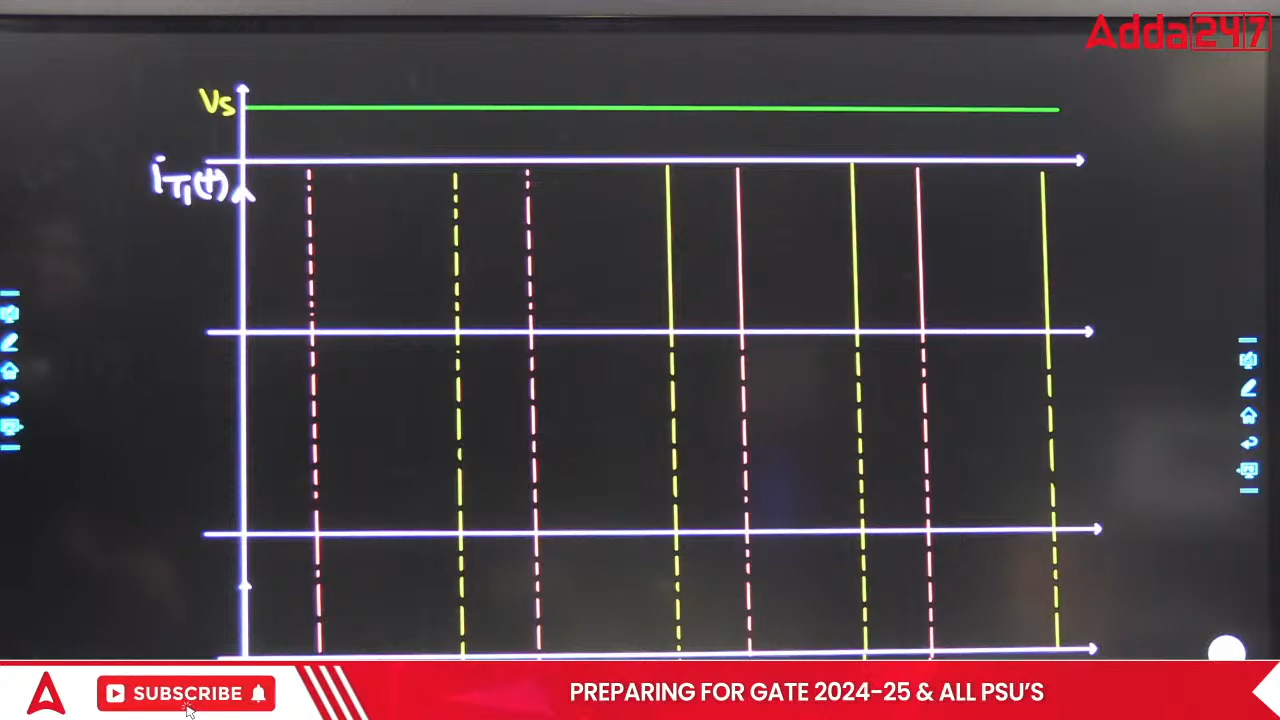 Adda247
Vs
iT1(t)
SUBSCRIBE
PREPARING FOR GATE 2024-25 & ALL PSU'S